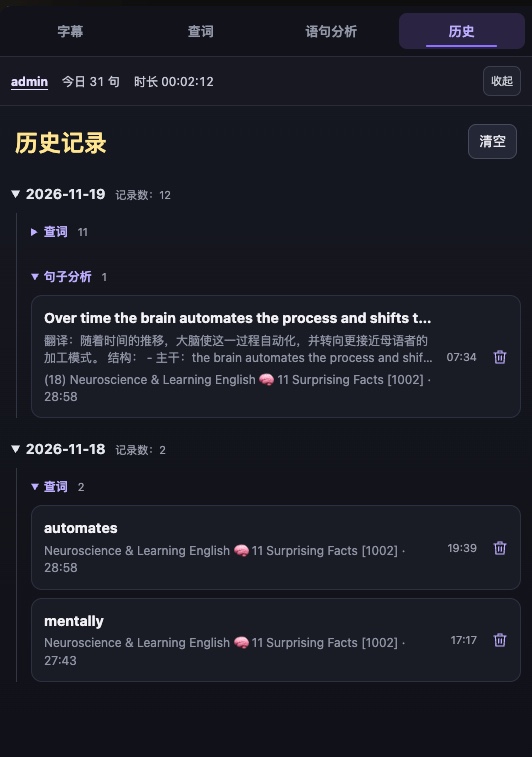 字幕 查词 语句分析 历史
admin 今日 31 句 时长 00:02:12 收起
历史记录 清空
▼ 2026-11-19 记录数：12
▶ 查词 11
▼ 句子分析 1
Over time the brain automates the process and shifts t...
翻译：随着时间的推移，大脑使这一过程自动化，并转向更接近母语者的
加工模式。 结构： - 主干：the brain automates the process and shif... 07:34
(18) Neuroscience & Learning English 🧠 11 Surprising Facts [1002] ·
28:58
▼ 2026-11-18 记录数：2
▼ 查词 2
automates
Neuroscience & Learning English 🧠 11 Surprising Facts [1002] · 19:39
28:58
mentally
Neuroscience & Learning English 🧠 11 Surprising Facts [1002] · 17:17
27:43